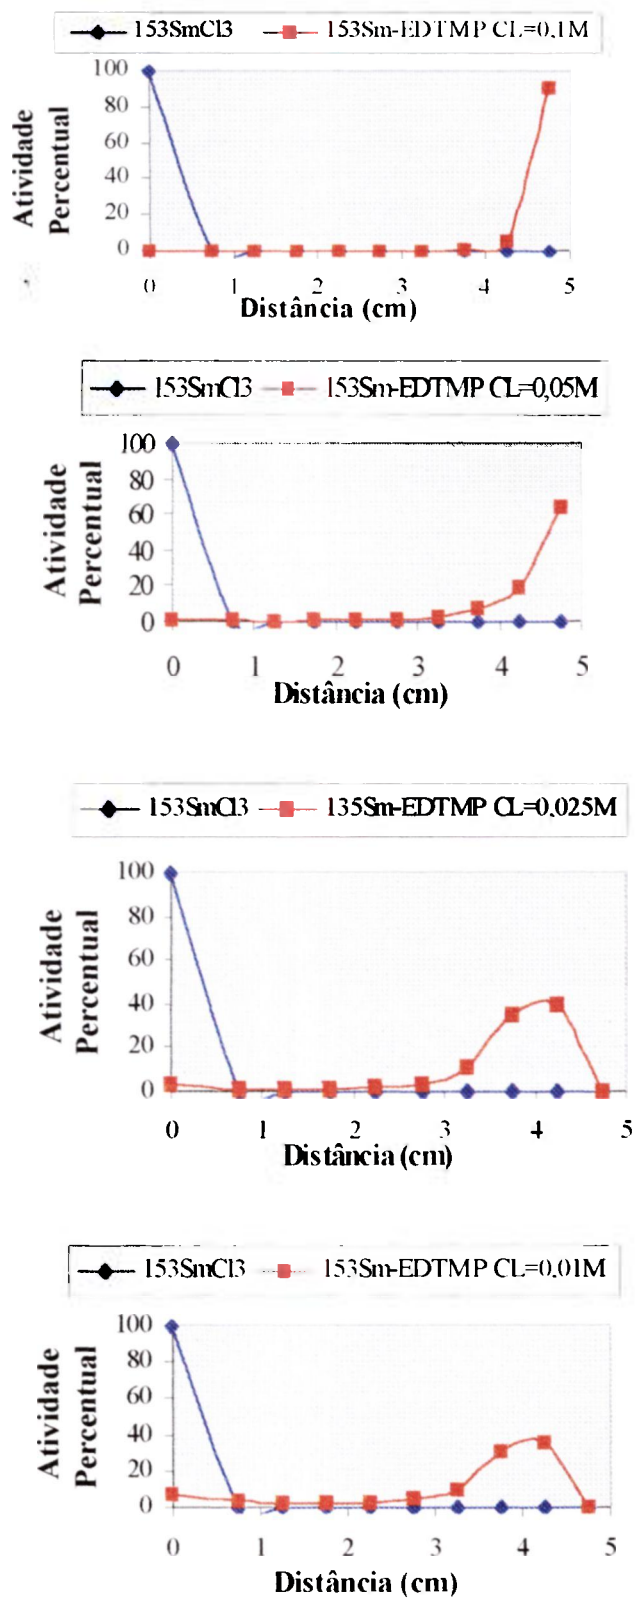 153SmCl3 153Sm-EDTMP CL=0,1M
100
80
60
40
20
0
Atividade
Percentual
0 1 2 3 4 5
Distância (cm)
153SmCl3 153Sm-EDTMP CL=0,05M
100
80
60
40
20
0
Atividade
Percentual
0 1 2 3 4 5
Distância (cm)
153SmCl3 135Sm-EDTMP CL=0.025M
100
80
60
40
20
0
Atividade
Percentual
0 1 2 3 4 5
Distância (cm)
153SmCl3 153Sm-EDTMP CL=0,01M
100
80
60
40
20
0
Atividade
Percentual
0 1 2 3 4 5
Distância (cm)